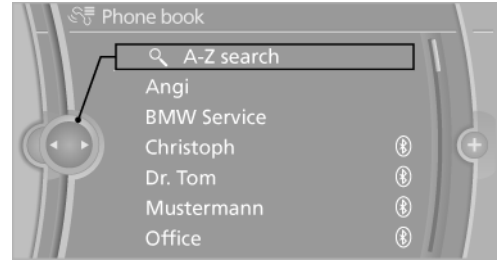 Phone book
A-Z search
Angi
BMW Service
Christoph
Dr. Tom
Mustermann
Office